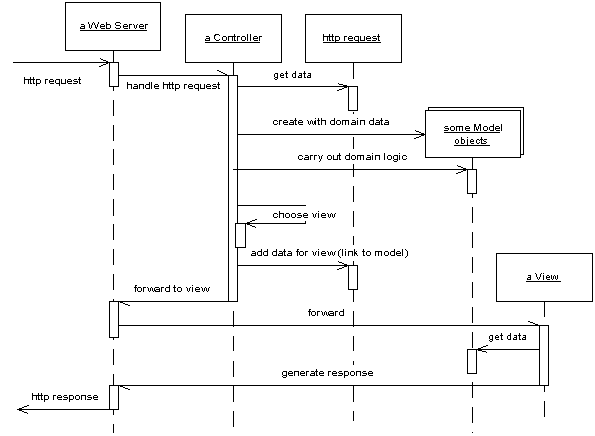 a Web Server
a Controller
http request
http request
handle http request
get data
create with domain data
some Model
objects
carry out domain logic
choose view
add data for view (link to model)
a View
forward to view
forward
get data
generate response
http response